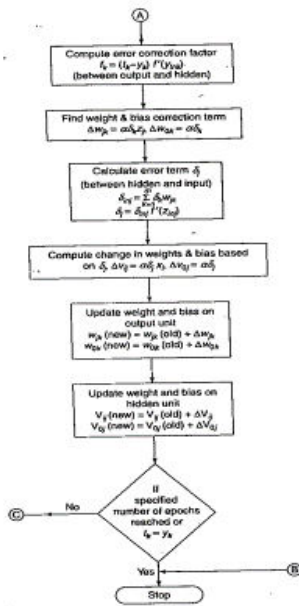 A
Compute error correction factor
tₖ = (tₖ–yₖ) f'(yᵢₙₖ)
(between output and hidden)
Find weight & bias correction term
Δwⱼₖ = αδₖzⱼ, Δw₀ₖ = αδₖ
Calculate error term δⱼ
(between hidden and input)
δᵢₙⱼ = Σ δₖwⱼₖ
δⱼ = δᵢₙⱼ f'(zᵢₙⱼ)
Compute change in weights & bias based
on δⱼ, Δvᵢⱼ = αδⱼ xᵢ, Δv₀ⱼ = αδⱼ
Update weight and bias on
output unit
wⱼₖ (new) = wⱼₖ (old) + Δwⱼₖ
w₀ₖ (new) = w₀ₖ (old) + Δw₀ₖ
Update weight and bias on
hidden unit
Vᵢⱼ (new) = Vᵢⱼ (old) + ΔVᵢⱼ
V₀ⱼ (new) = V₀ⱼ (old) + ΔV₀ⱼ
If
specified
number of epochs
reached or
tₖ = yₖ
No
C
Yes
B
Stop